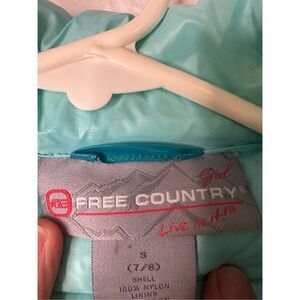 Girl
FREE COUNTRY®
Live in it!®
S
(7/8)
SHELL
100% NYLON
LINING